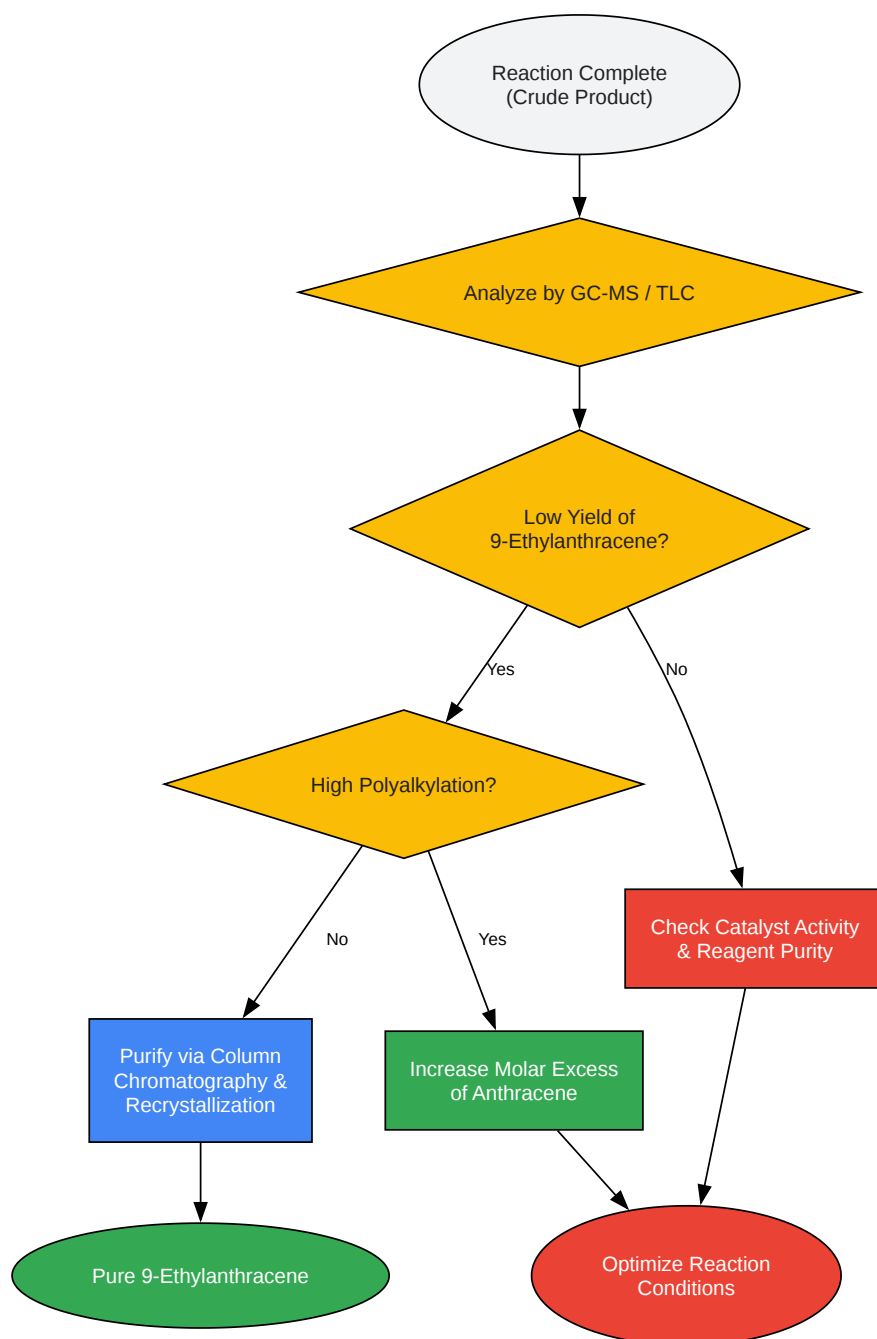 Reaction Complete
(Crude Product)
Analyze by GC-MS / TLC
Low Yield of
9-Ethylanthracene?
Yes
No
High Polyalkylation?
No
Yes
Check Catalyst Activity
& Reagent Purity
Purify via Column
Chromatography &
Recrystallization
Increase Molar Excess
of Anthracene
Pure 9-Ethylanthracene
Optimize Reaction
Conditions